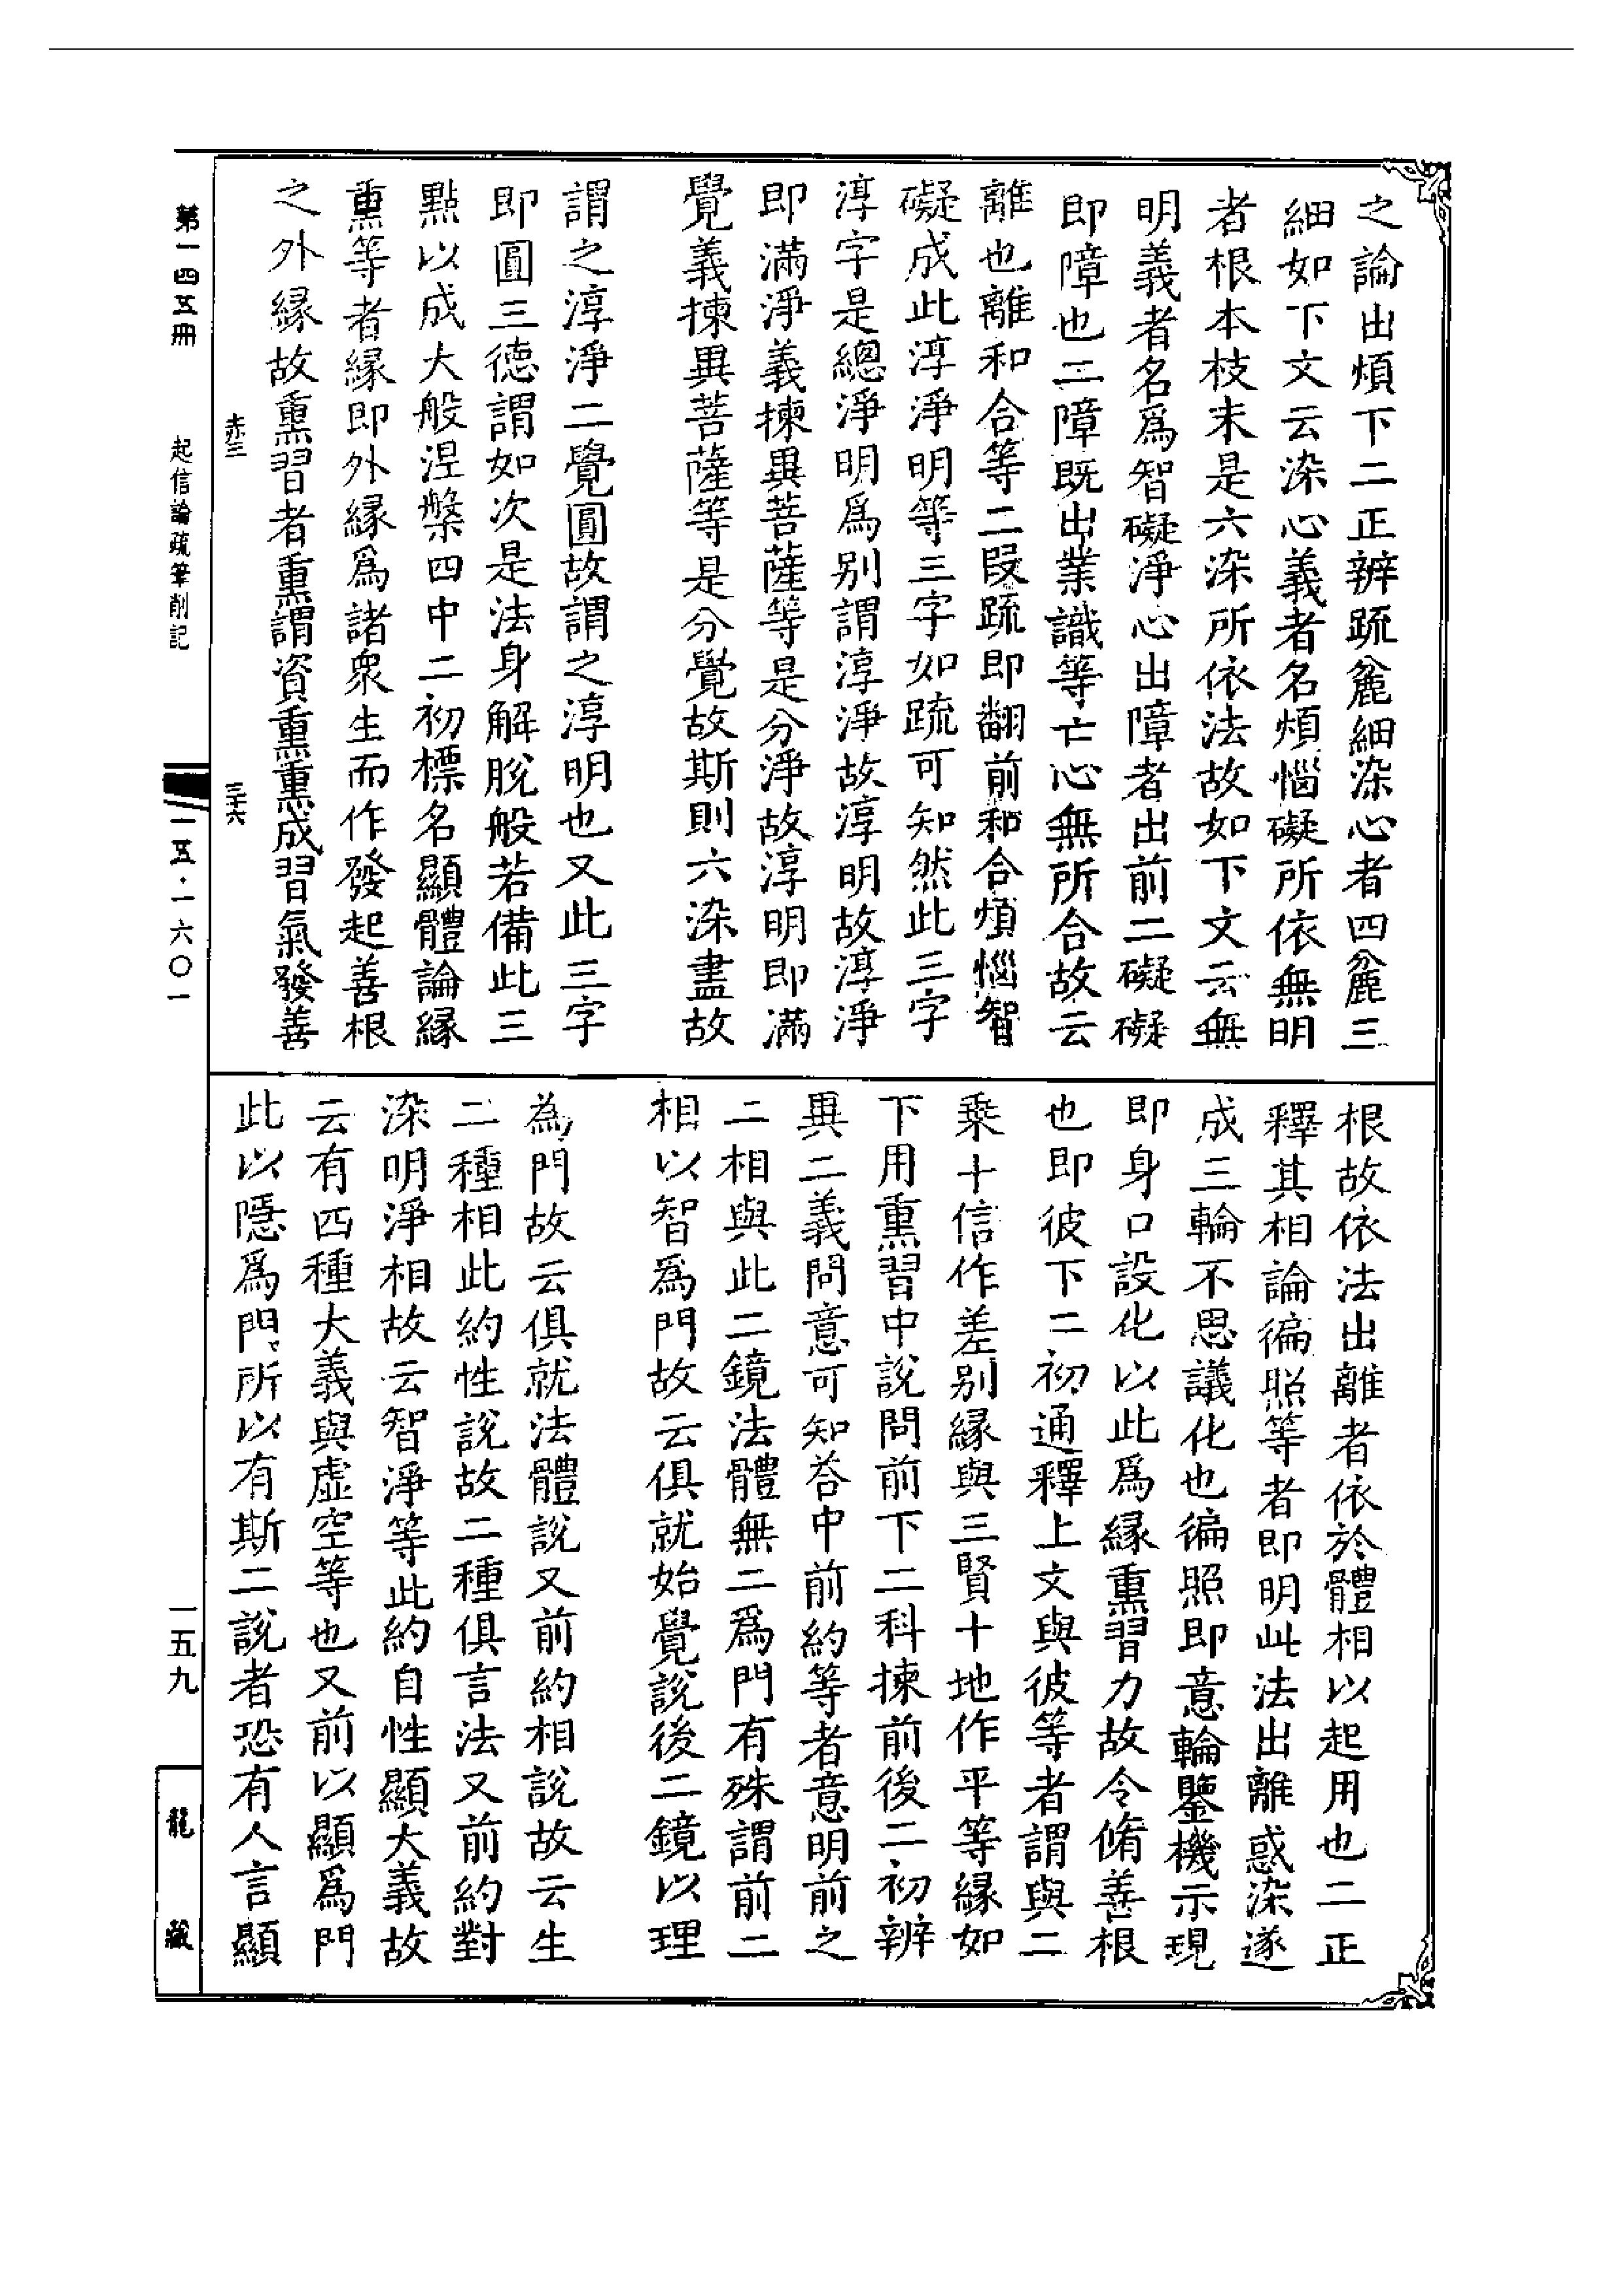 之論出煩下二正辨䟽麄細染心者四麄三
細如下文云染心義者名煩惱礙所依無明
者根本枝末是六染所依法故如下文云無
明義者名爲智礙淨心出障者出前二礙礙
即障也二障既出業識等亡心無所合故云
離也離和合等二叚䟽即翻前和合煩惱智
礙成此淳淨明等三字如䟽可知然此三字
淳字是總淨明爲别謂淳淨故淳明故淳淨
即滿淨義揀異菩薩等是分淨故淳明即滿
覺義揀異菩薩等是分覺故斯則六染盡故
謂之淳淨二覺圓故謂之淳明也又此三字
即圓三德謂如次是法身解脫般若備此三
點以成大般涅槃四中二初標名顯體論緣
熏等者緣即外緣爲諸衆生而作發起善根
之外緣故熏習者熏謂資熏熏成習氣發善
根故依法出離者依於體相以起用也二正
釋其相論徧照等者即明此法出離惑染遂
成三輪不思議化也徧照即意輪鑒機示現
即身口設化以此爲緣熏習力故令脩善根
也即彼下二初通釋上文與彼等者謂與二
乗十信作差别緣與三賢十地作平等緣如
下用熏習中說問前下二科揀前後二初辨
異二義問意可知荅中前約等者意明前之
二相與此二鏡法體無二爲門有殊謂前二
相以智爲門故云俱就始覺說後二鏡以理
為門故云俱就法體說又前約相說故云生
二種相此約性說故二種俱言法又前約對
染明淨相故云智淨等此約自性顯大義故
云有四種大義與虛空等也又前以顯爲門
此以隱爲門所以有斯二說者恐有人言顯
第一四五冊
起信論疏筆削記
赤三
三十六
一五·一六〇一
一五九
龍藏